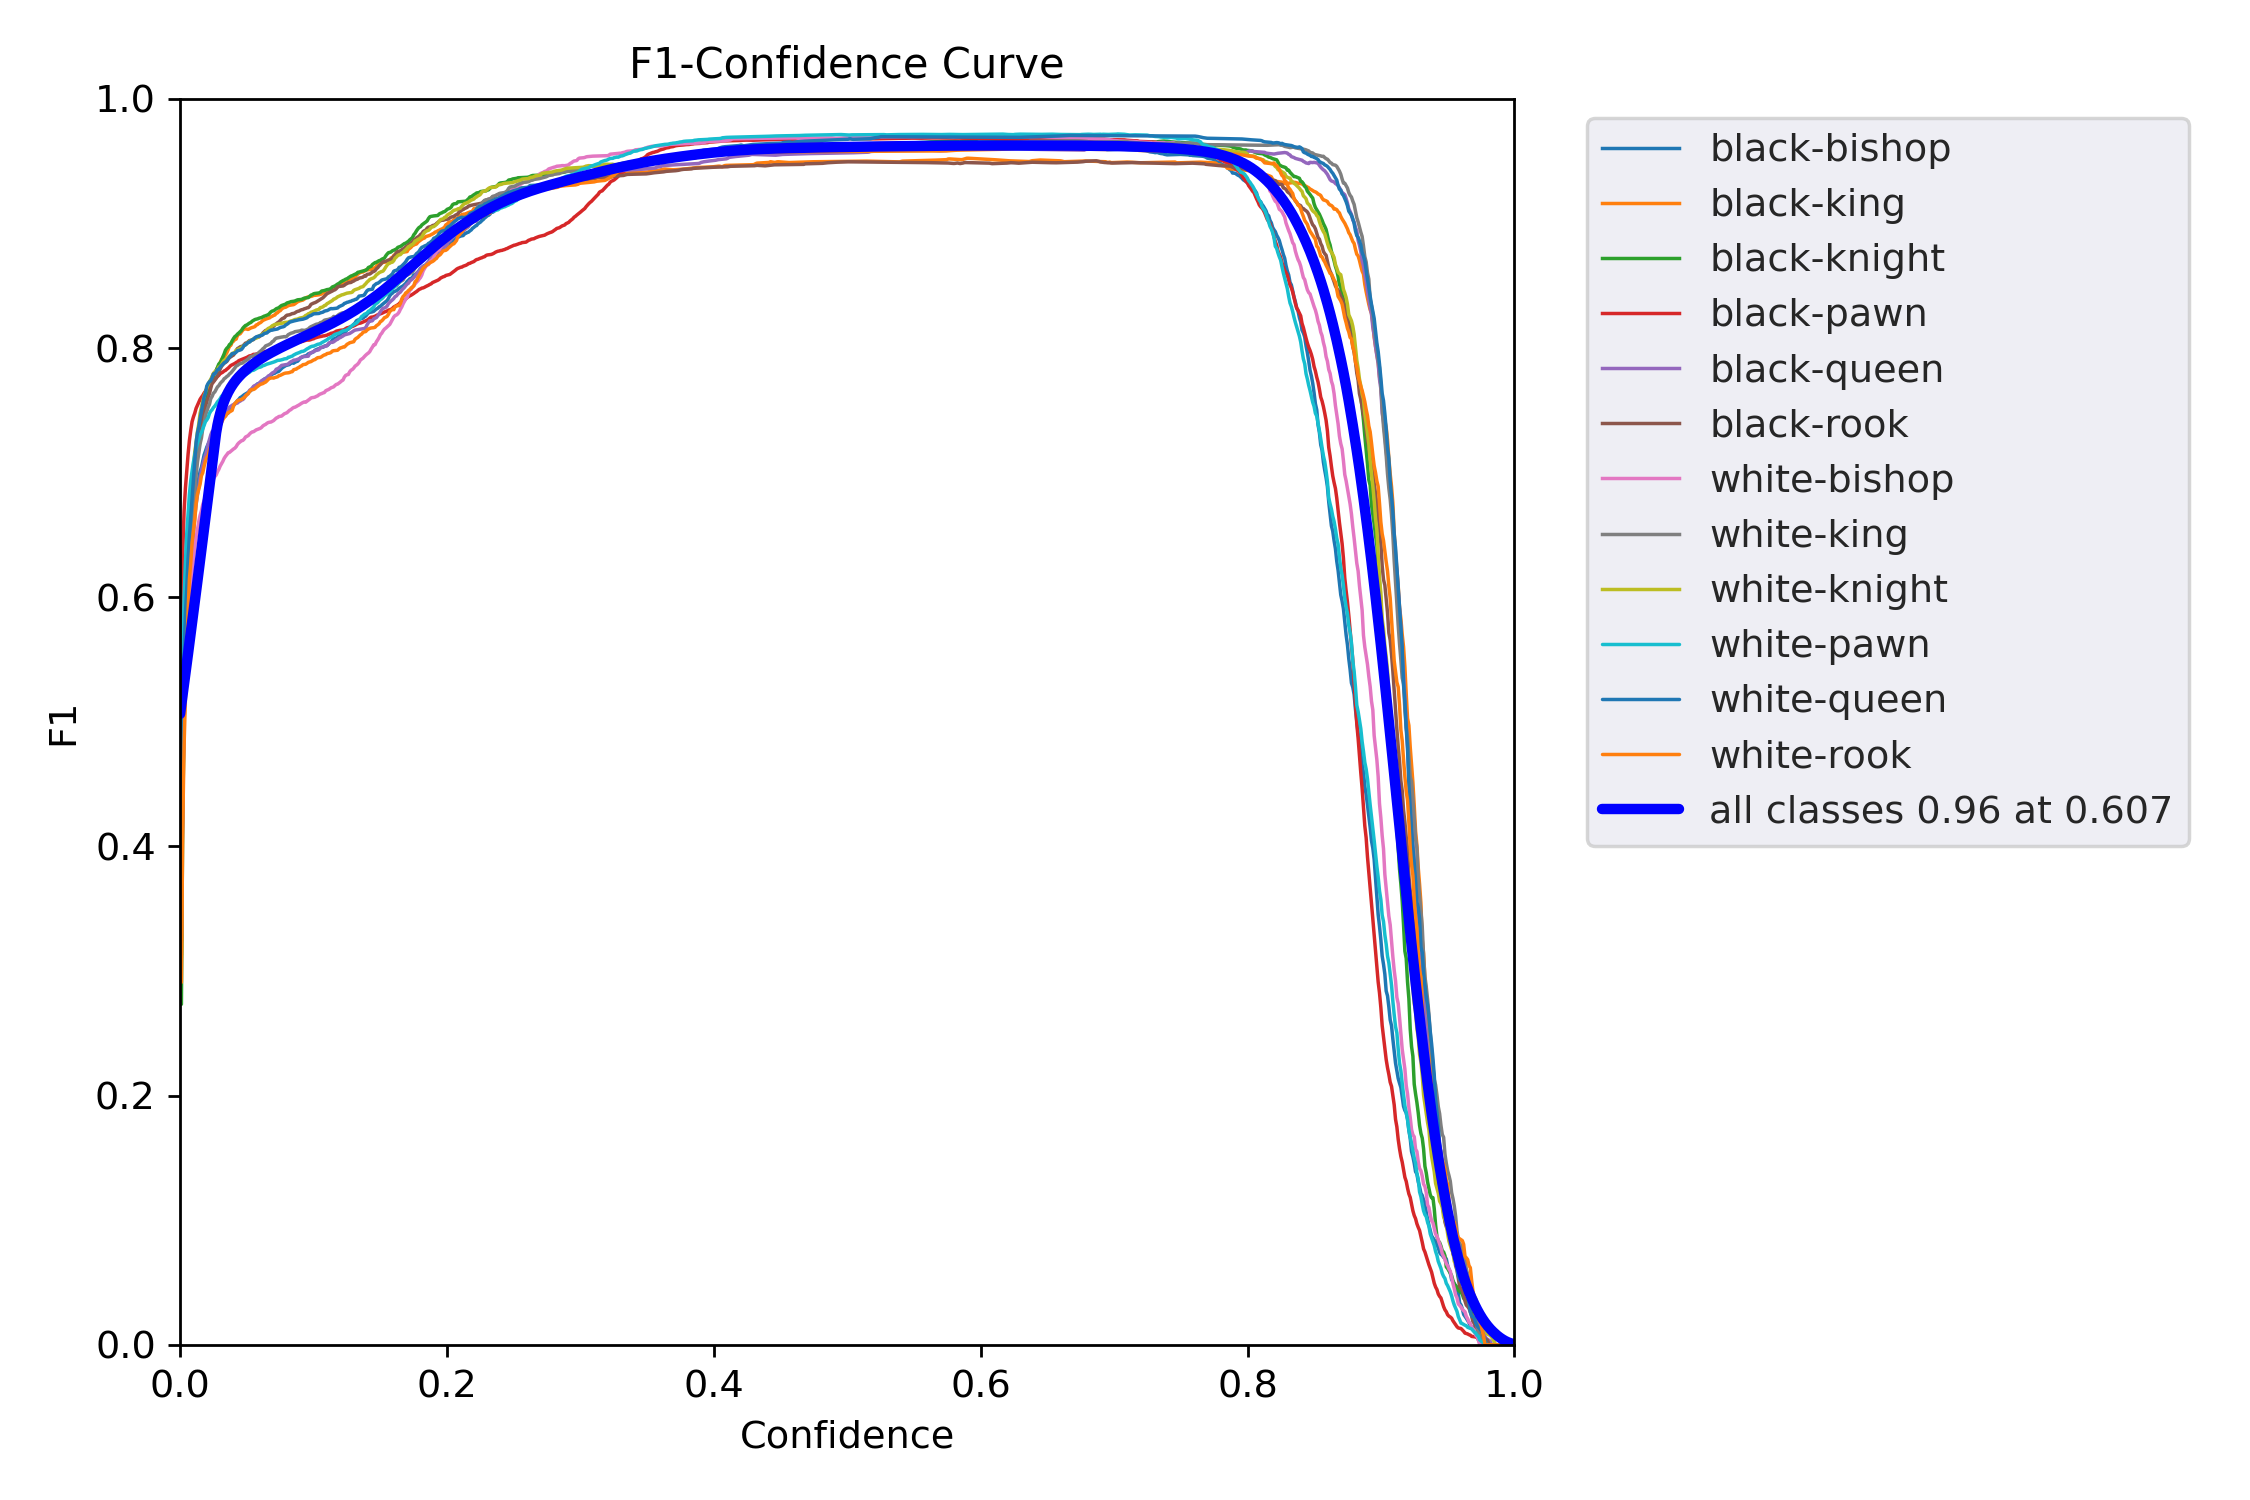 F1-Confidence Curve
1.0
0.8
0.6
0.4
0.2
0.0
F1
0.0 0.2 0.4 0.6 0.8 1.0
Confidence
black-bishop
black-king
black-knight
black-pawn
black-queen
black-rook
white-bishop
white-king
white-knight
white-pawn
white-queen
white-rook
all classes 0.96 at 0.607